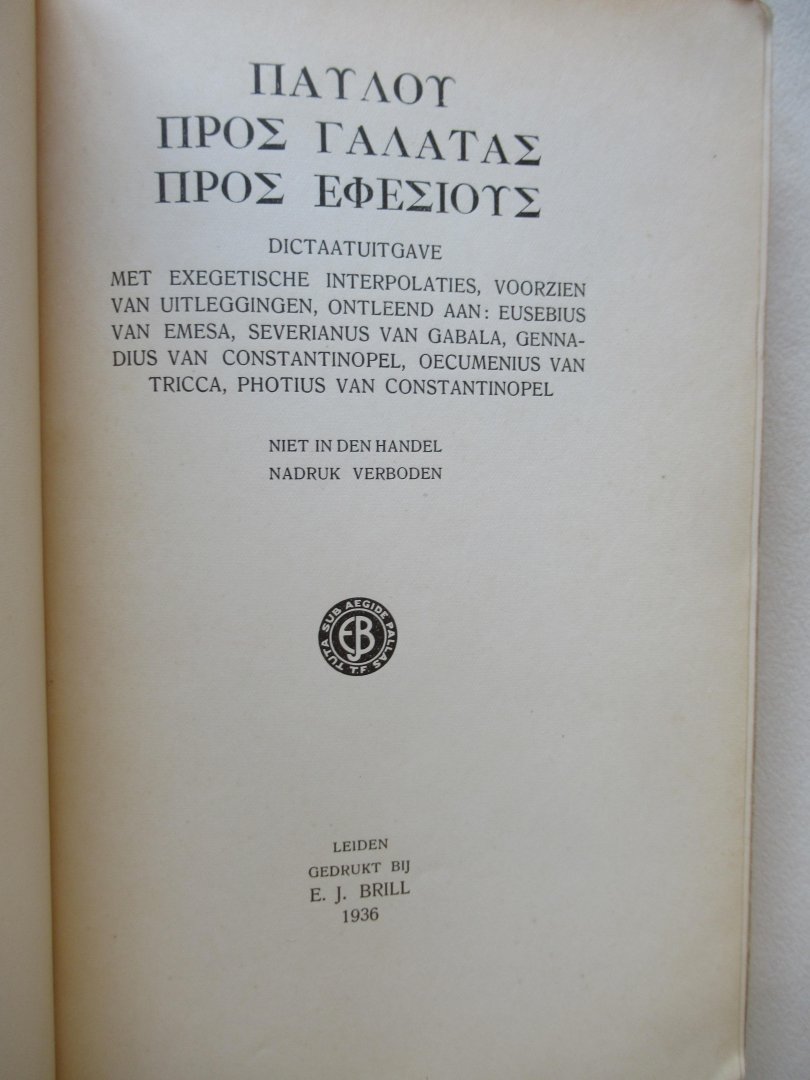 ΠΑΥΛΟΥ
ΠΡΟΣ ΓΑΛΑΤΑΣ
ΠΡΟΣ ΕΦΕΣΙΟΥΣ
DICTAATUITGAVE
MET EXEGETISCHE INTERPOLATIES, VOORZIEN
VAN UITLEGGINGEN, ONTLEEND AAN: EUSEBIUS
VAN EMESA, SEVERIANUS VAN GABALA, GENNA-
DIUS VAN CONSTANTINOPEL, OECUMENIUS VAN
TRICCA, PHOTIUS VAN CONSTANTINOPEL
NIET IN DEN HANDEL
NADRUK VERBODEN
TUTA SUB AEGIDE PALLAS
EJB
T.F.
LEIDEN
GEDRUKT BIJ
E. J. BRILL
1936